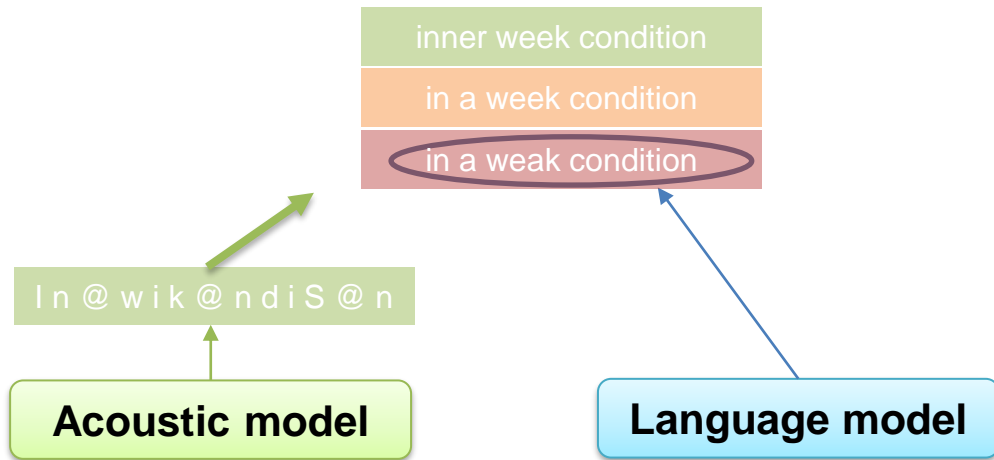 inner week condition
in a week condition
in a weak condition
I n @ w i k @ n d i S @ n
Acoustic model
Language model